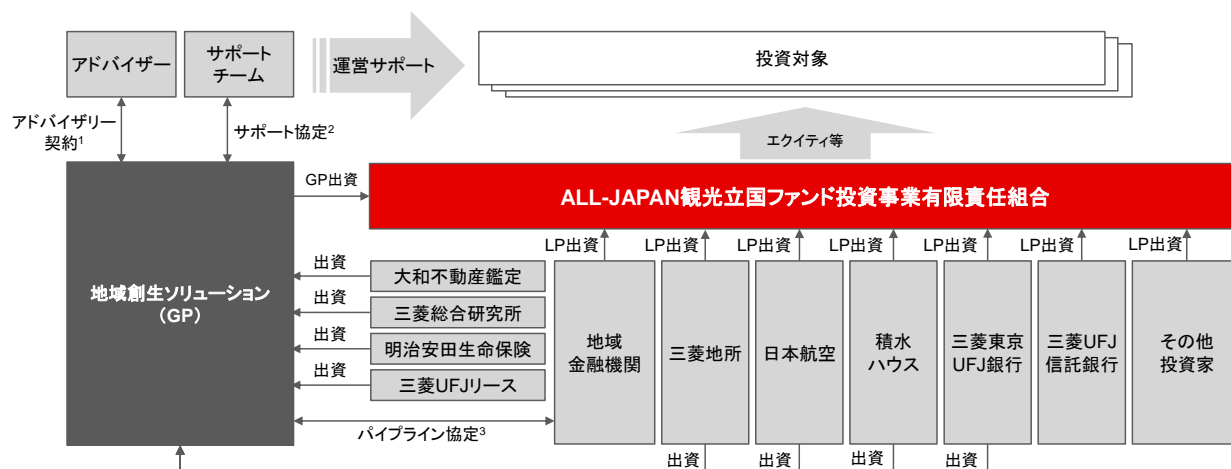 アドバイザー
サポート
チーム
運営サポート
投資対象
アドバイザリー
契約1
サポート協定2
エクイティ等
GP出資
ALL-JAPAN観光立国ファンド投資事業有限責任組合
LP出資
LP出資
LP出資
LP出資
LP出資
LP出資
LP出資
地域創生ソリューション
（GP）
出資
大和不動産鑑定
出資
三菱総合研究所
出資
明治安田生命保険
出資
三菱UFJリース
地域
金融機関
三菱地所
日本航空
積水
ハウス
三菱東京
UFJ銀行
三菱UFJ
信託銀行
その他
投資家
パイプライン協定3
出資
出資
出資
出資